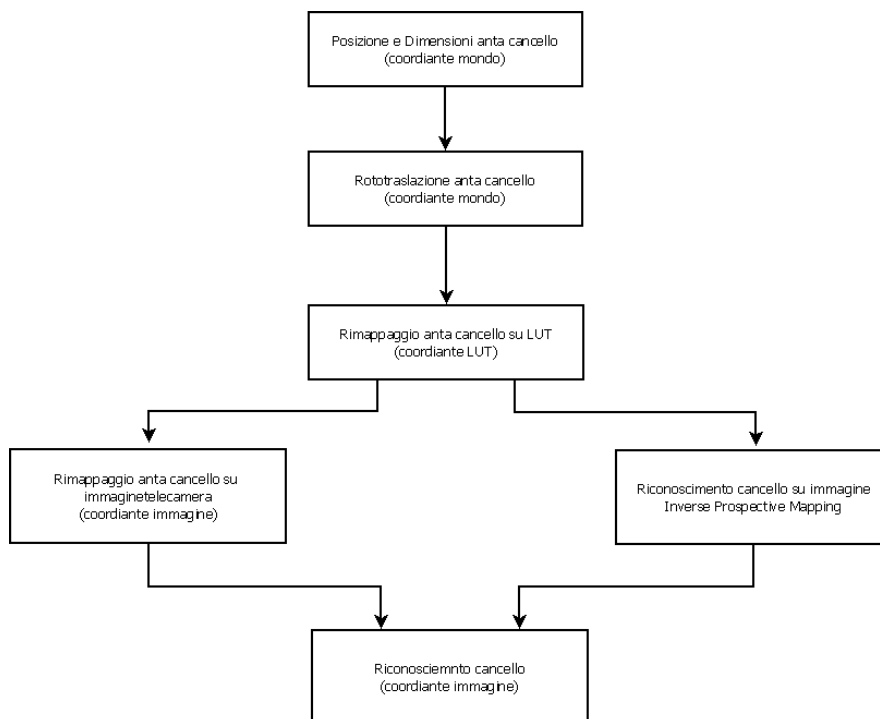 Posizione e Dimensioni anta cancello
(coordiante mondo)
Rototraslazione anta cancello
(coordiante mondo)
Rimappaggio anta cancello su LUT
(coordiante LUT)
Rimappaggio anta cancello su
immaginetelecamera
(coordiante immagine)
Riconoscimento cancello su immagine
Inverse Prospective Mapping
Riconosciemnto cancello
(coordiante immagine)